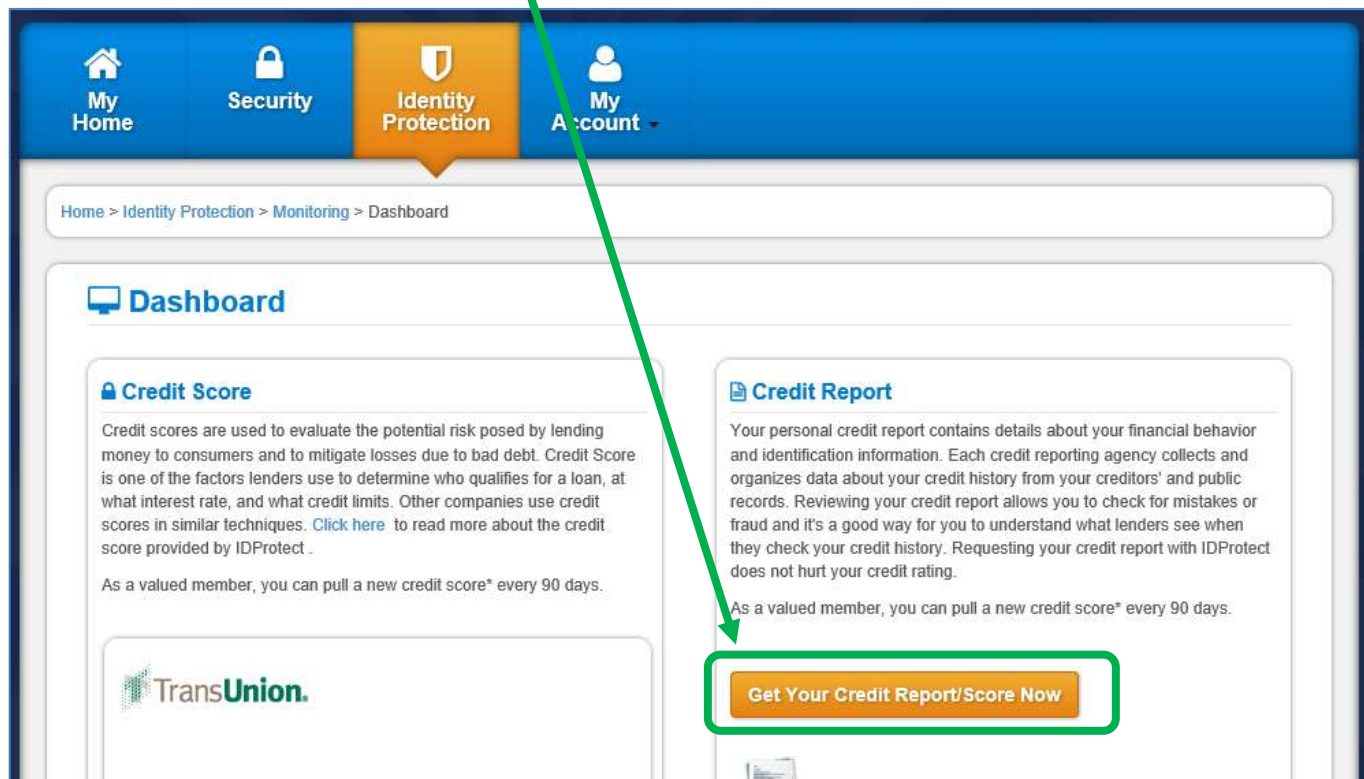 My
Home
Security
Identity
Protection
My
Account
Home > Identity Protection > Monitoring > Dashboard
Dashboard
Credit Score
Credit scores are used to evaluate the potential risk posed by lending
money to consumers and to mitigate losses due to bad debt. Credit Score
is one of the factors lenders use to determine who qualifies for a loan, at
what interest rate, and what credit limits. Other companies use credit
scores in similar techniques. Click here to read more about the credit
score provided by IDProtect .
As a valued member, you can pull a new credit score* every 90 days.
TransUnion.
Credit Report
Your personal credit report contains details about your financial behavior
and identification information. Each credit reporting agency collects and
organizes data about your credit history from your creditors' and public
records. Reviewing your credit report allows you to check for mistakes or
fraud and it's a good way for you to understand what lenders see when
they check your credit history. Requesting your credit report with IDProtect
does not hurt your credit rating.
As a valued member, you can pull a new credit score* every 90 days.
Get Your Credit Report/Score Now